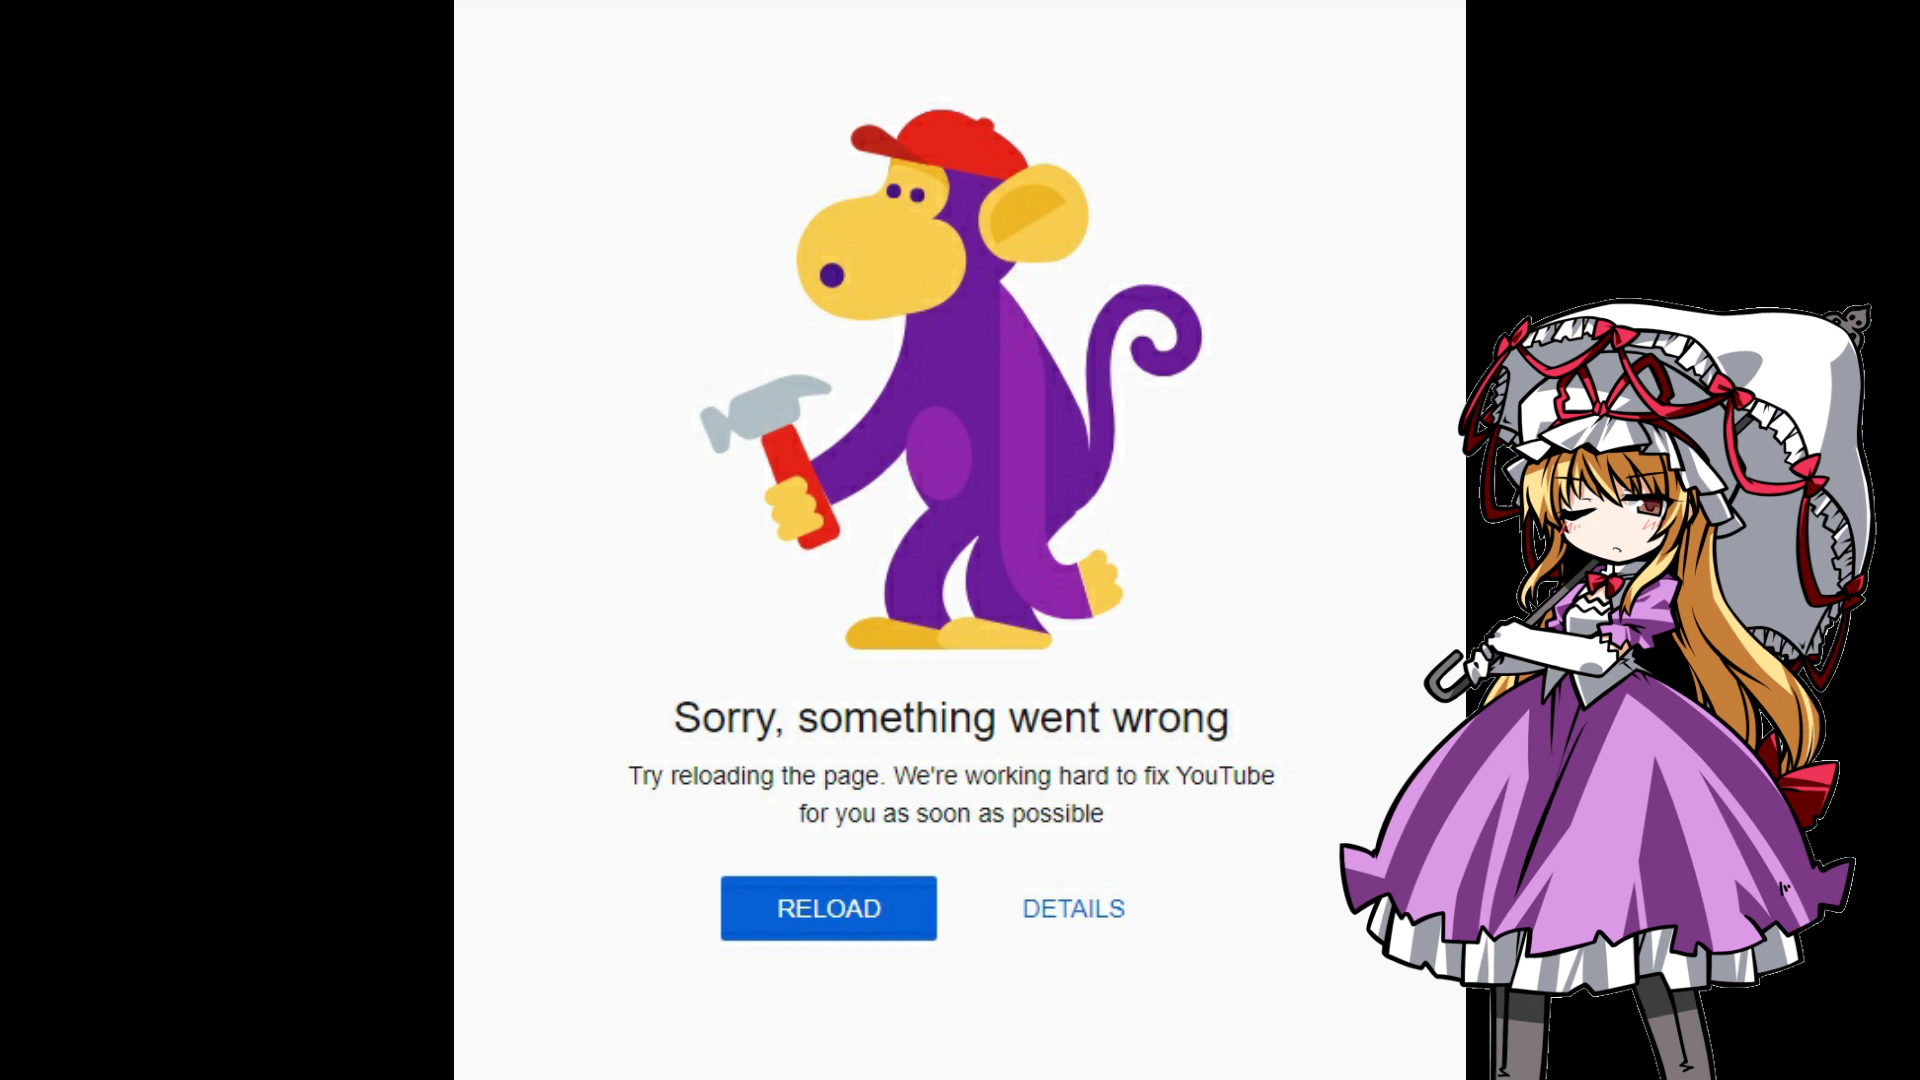 Sorry, something went wrong
Try reloading the page. We're working hard to fix YouTube
for you as soon as possible
RELOAD
DETAILS